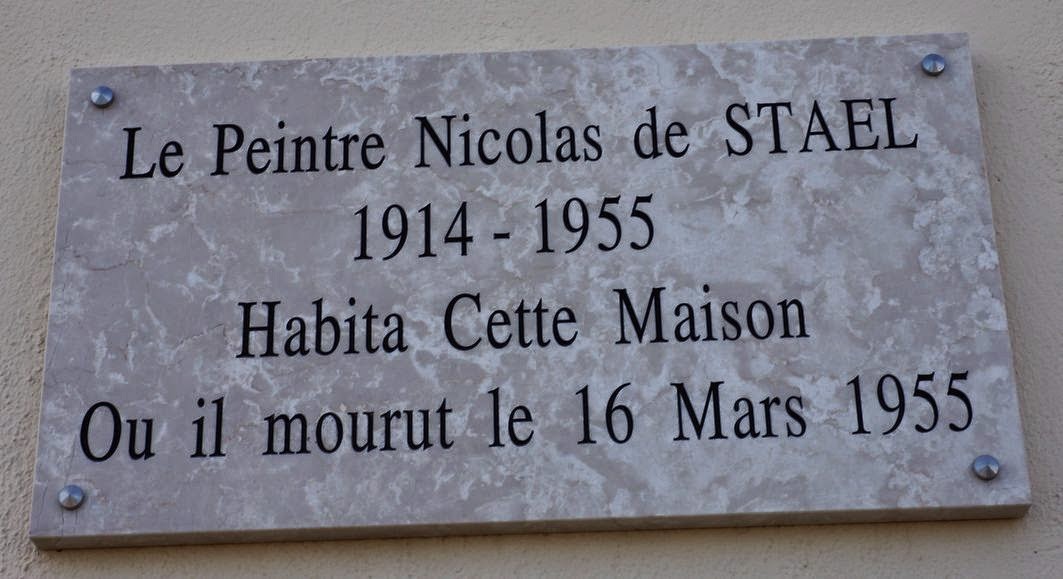 Le Peintre Nicolas de STAEL
1914 - 1955
Habita Cette Maison
Ou il mourut le 16 Mars 1955